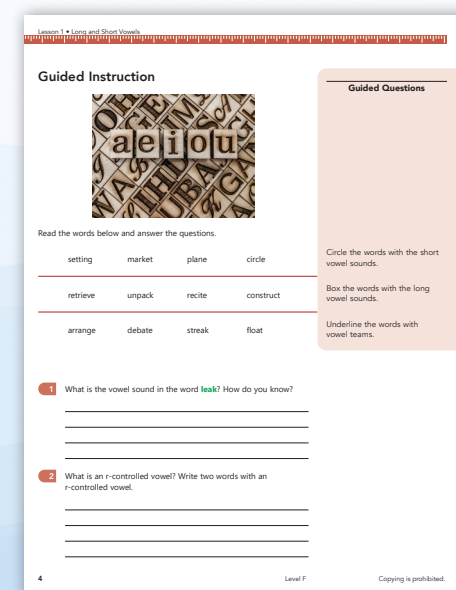 Lesson 1 • Long and Short Vowels
Guided Instruction
aeiou
Read the words below and answer the questions.
setting market plane circle
retrieve unpack recite construct
arrange debate streak float
Guided Questions
Circle the words with the short
vowel sounds.
Box the words with the long
vowel sounds.
Underline the words with
vowel teams.
1 What is the vowel sound in the word leak? How do you know?
2 What is an r-controlled vowel? Write two words with an
r-controlled vowel.
4 Level F Copying is prohibited.